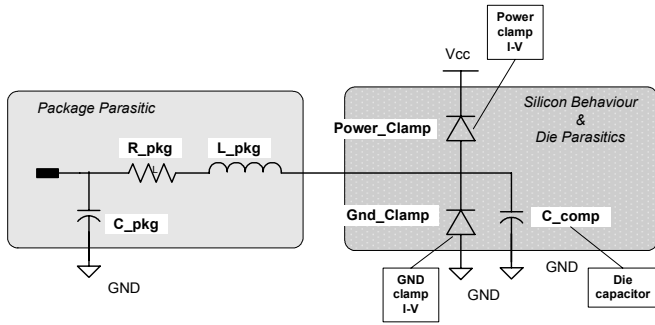 Power
clamp
I-V
Vcc
Package Parasitic
Silicon Behaviour
&
Die Parasitics
R_pkg
L_pkg
Power_Clamp
C_pkg
Gnd_Clamp
C_comp
GND
GND
GND
GND
clamp
I-V
Die
capacitor